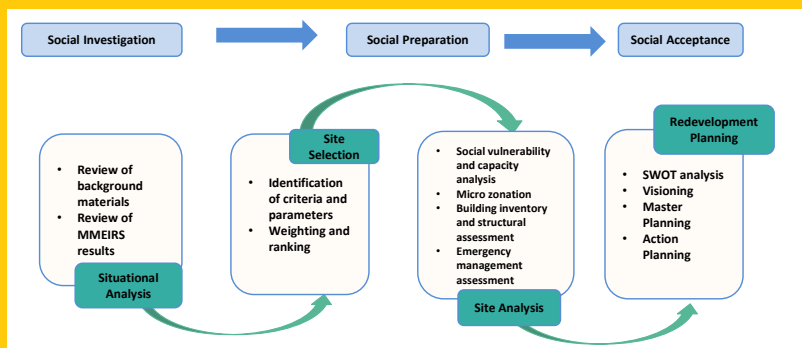 Social Investigation
Social Preparation
Social Acceptance
• Review of
background
materials
• Review of
MMEIRS
results
Situational
Analysis
Site
Selection
• Identification
of criteria and
parameters
• Weighting and
ranking
• Social vulnerability
and capacity
analysis
• Micro zonation
• Building inventory
and structural
assessment
• Emergency
management
assessment
Site Analysis
Redevelopment
Planning
• SWOT analysis
• Visioning
• Master
Planning
• Action
Planning